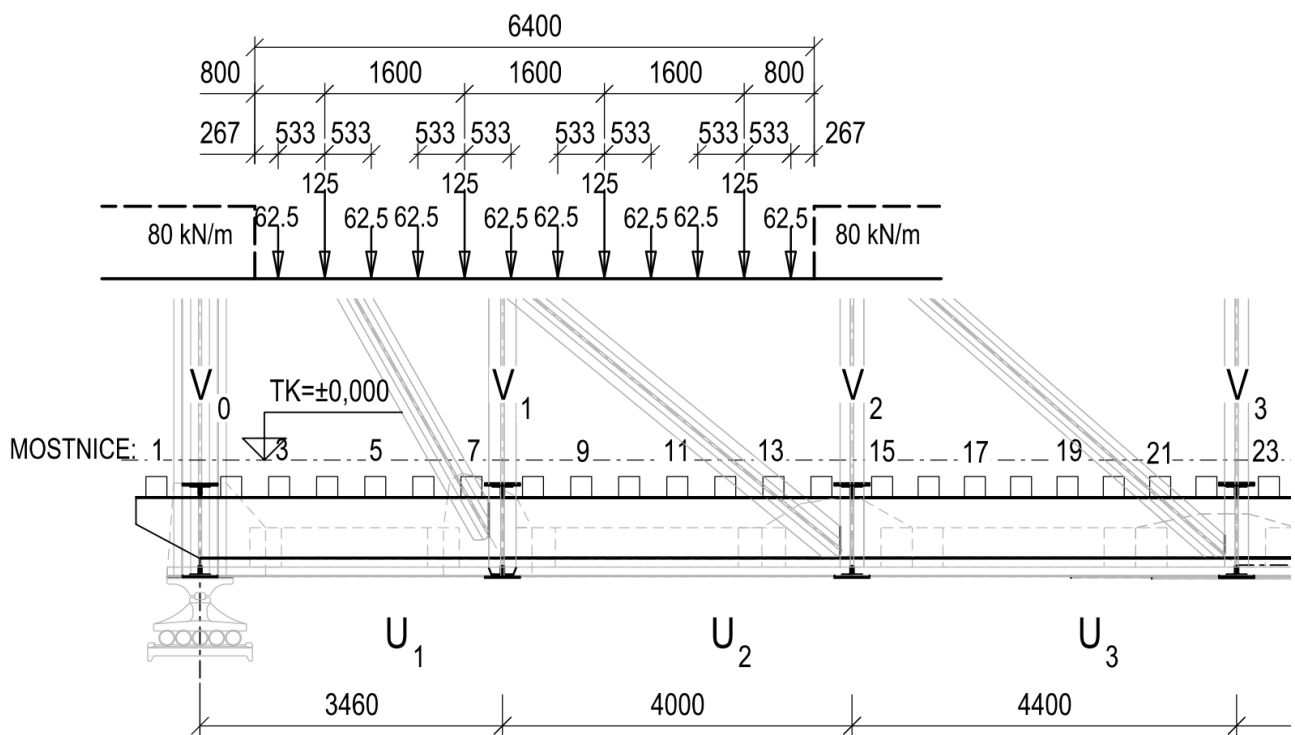 6400
800 1600 1600 1600 800
267 533 533 533 533 533 533 533 533 267
125 125 125 125
62.5 62.5 62.5 62.5 62.5 62.5 62.5 62.5
80 kN/m 80 kN/m
TK=±0,000
V0 V1 V2 V3
MOSTNICE: 1 3 5 7 9 11 13 15 17 19 21 23
U1 U2 U3
3460 4000 4400